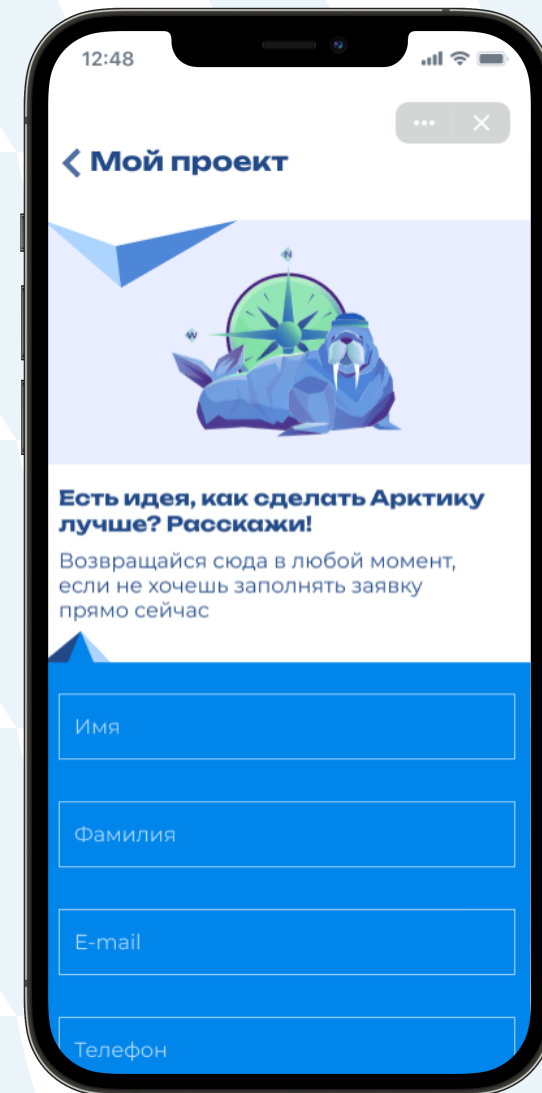 12:48
Мой проект
N
W
Есть идея, как сделать Арктику
лучше? Расскажи!
Возвращайся сюда в любой момент,
если не хочешь заполнять заявку
прямо сейчас
Имя
Фамилия
E-mail
Телефон